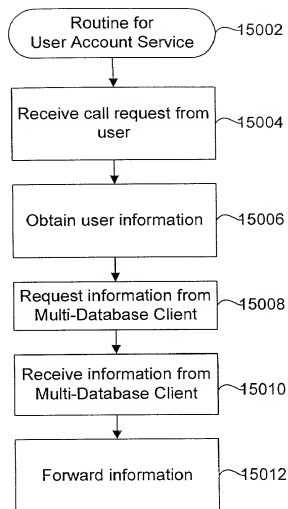 Routine for
User Account Service
15002
Receive call request from
user
15004
Obtain user information
15006
Request information from
Multi-Database Client
15008
Receive information from
Multi-Database Client
15010
Forward information
15012